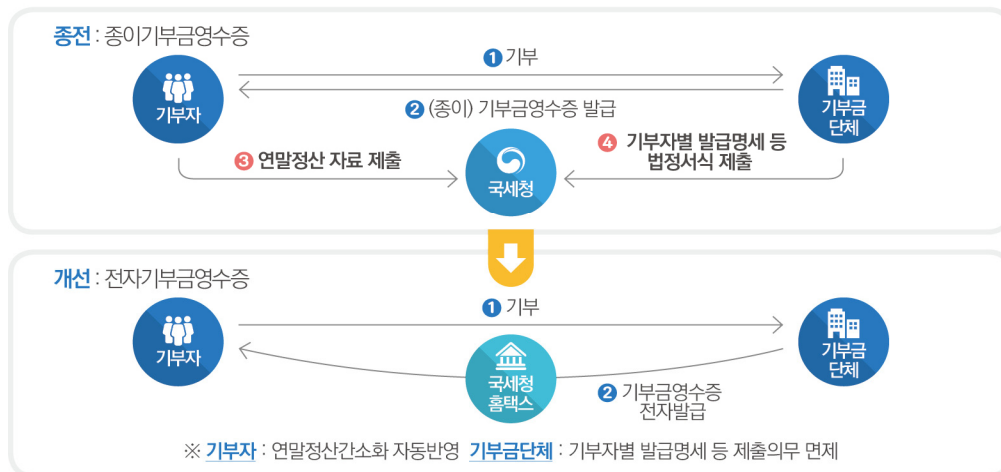 종전 : 종이기부금영수증
1 기부
기부자
기부금
단체
2 (종이) 기부금영수증 발급
3 연말정산 자료 제출
4 기부자별 발급명세 등
법정서식 제출
국세청
개선 : 전자기부금영수증
1 기부
기부자
기부금
단체
국세청
홈택스
2 기부금영수증
전자발급
※ 기부자 : 연말정산간소화 자동반영 기부금단체 : 기부자별 발급명세 등 제출의무 면제